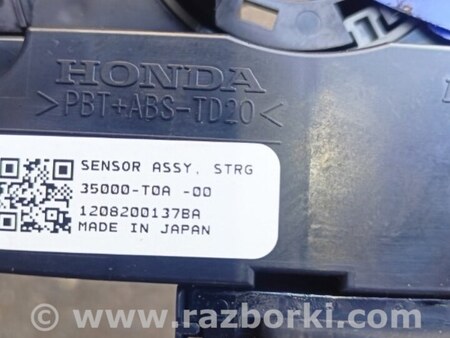 HONDA
>PBT+ABS-TD20<
SENSOR ASSY, STRG
35000-T0A -00
1208200137BA
MADE IN JAPAN
© www.razborki.com